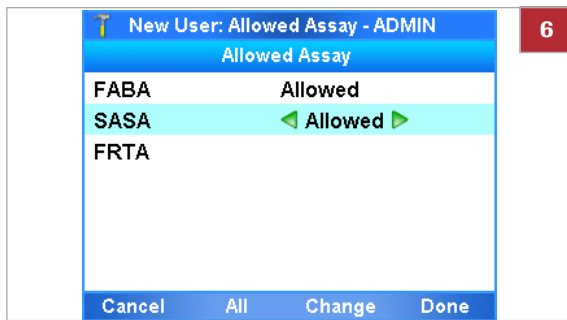 New User: Allowed Assay - ADMIN
6
Allowed Assay
FABA Allowed
SASA Allowed
FRTA
Cancel All Change Done